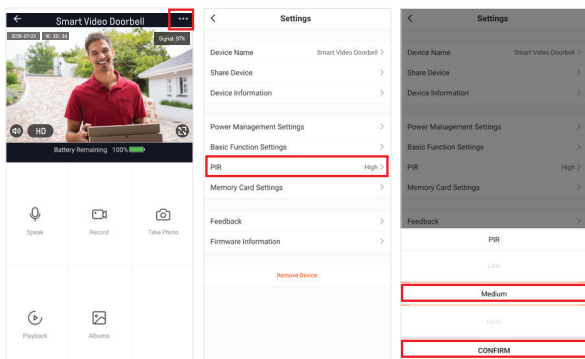 Smart Video Doorbell
2019-07-03 16: 30: 34
Signal: 97%
HD
Battery Remaining 100%
Speak
Record
Take Photo
Playback
Albums
Settings
Device Name Smart Video Doorbell
Share Device
Device Information
Power Management Settings
Basic Function Settings
PIR High
Memory Card Settings
Feedback
Firmware Information
Remove Device
Settings
Device Name Smart Video Doorbell
Share Device
Device Information
Power Management Settings
Basic Function Settings
PIR High
Memory Card Settings
Feedback
PIR
Low
Medium
High
CONFIRM